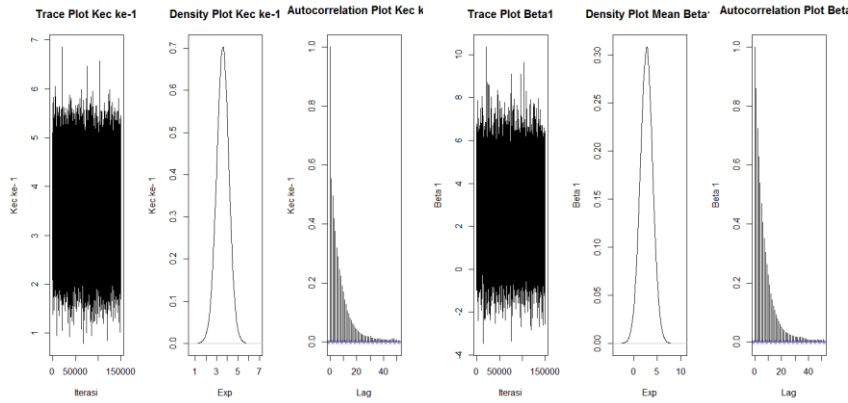 Trace Plot Kec ke-1
Density Plot Kec ke-1
Autocorrelation Plot Kec k
Trace Plot Beta1
Density Plot Mean Beta
Autocorrelation Plot Beta
Kec ke- 1
1 2 3 4 5 6 7
0 50000 150000
Iterasi
Kec ke- 1
0.0 0.1 0.2 0.3 0.4 0.5 0.6 0.7
1 3 5 6 7
Exp
Kec ke- 1
0.0 0.2 0.4 0.6 0.8 1.0
0 20 40
Lag
Beta 1
-4 -2 0 2 4 6 8 10
0 50000 150000
Iterasi
Beta 1
0.00 0.05 0.10 0.15 0.20 0.25 0.30
0 5 10
Exp
Beta 1
0.0 0.2 0.4 0.6 0.8 1.0
0 20 40
Lag